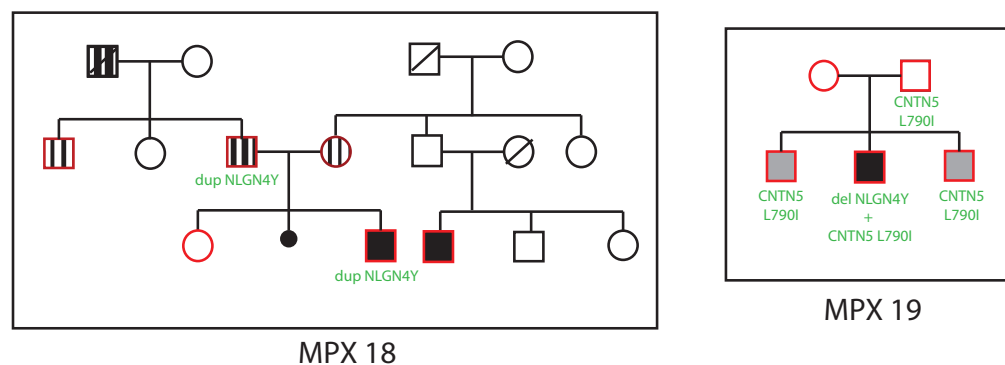 dup NLGN4Y
dup NLGN4Y
MPX 18
CNTN5
L790I
CNTN5
L790I
del NLGN4Y
+
CNTN5 L790I
CNTN5
L790I
MPX 19